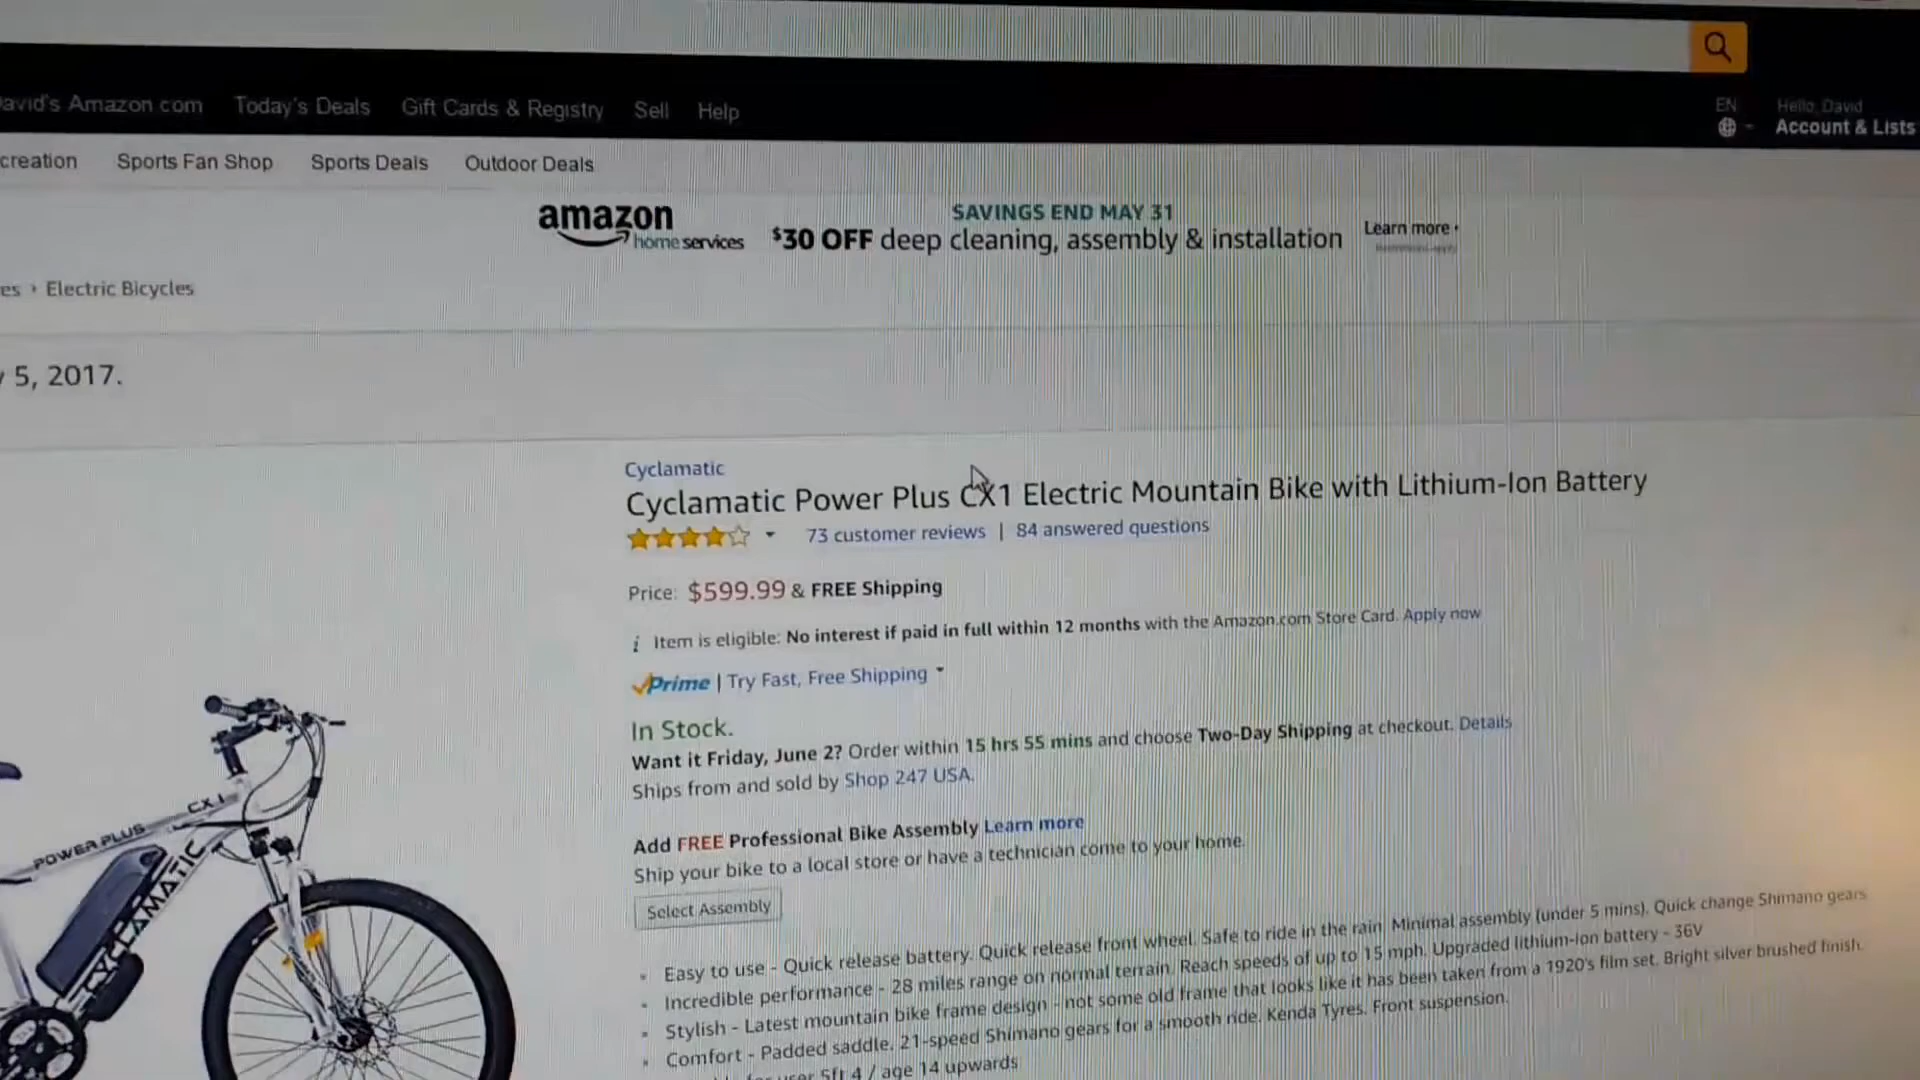 avid's Amazon.com Today's Deals Gift Cards & Registry Sell Help
EN
Hello, David
Account & Lists
creation Sports Fan Shop Sports Deals Outdoor Deals
amazon
home services
SAVINGS END MAY 31
$30 OFF deep cleaning, assembly & installation
Learn more
es › Electric Bicycles
5, 2017.
Cyclamatic
Cyclamatic Power Plus CX1 Electric Mountain Bike with Lithium-Ion Battery
73 customer reviews | 84 answered questions
Price: $599.99 & FREE Shipping
i Item is eligible: No interest if paid in full within 12 months with the Amazon.com Store Card. Apply now
Prime | Try Fast, Free Shipping
In Stock.
Want it Friday, June 2? Order within 15 hrs 55 mins and choose Two-Day Shipping at checkout. Details
Ships from and sold by Shop 247 USA.
Add FREE Professional Bike Assembly Learn more
Ship your bike to a local store or have a technician come to your home.
Select Assembly
Easy to use - Quick release battery. Quick release front wheel. Safe to ride in the rain. Minimal assembly (under 5 mins). Quick change Shimano gears
Incredible performance - 28 miles range on normal terrain. Reach speeds of up to 15 mph. Upgraded lithium-ion battery - 36V
Stylish - Latest mountain bike frame design - not some old frame that looks like it has been taken from a 1920's film set. Bright silver brushed finish.
Comfort - Padded saddle. 21-speed Shimano gears for a smooth ride. Kenda Tyres. Front suspension.
user 5ft 4 / age 14 upwards
POWER PLUS CX1
CYCLAMATIC